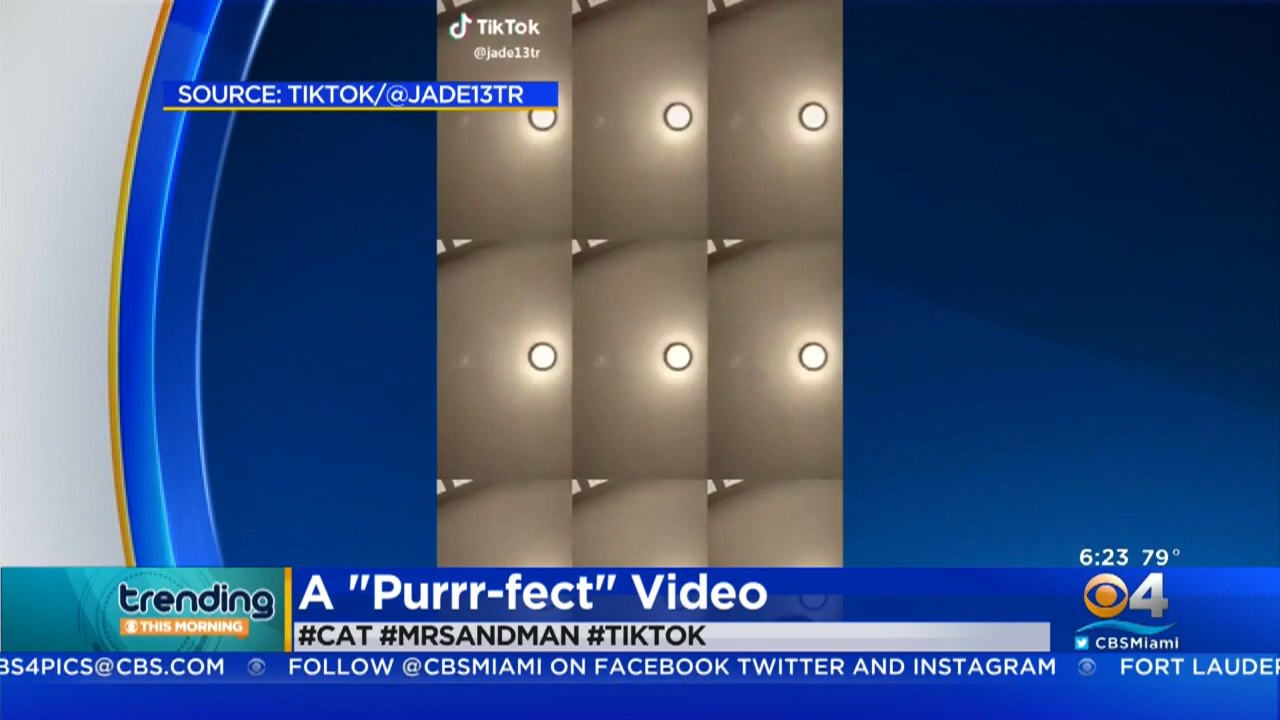 TikTok
@jade13tr
SOURCE: TIKTOK/@JADE13TR
6:23 79°
trending
THIS MORNING
A "Purrr-fect" Video
#CAT #MRSANDMAN #TIKTOK
4
CBSMiami
BS4PICS@CBS.COM FOLLOW @CBSMIAMI ON FACEBOOK TWITTER AND INSTAGRAM FORT LAUDER